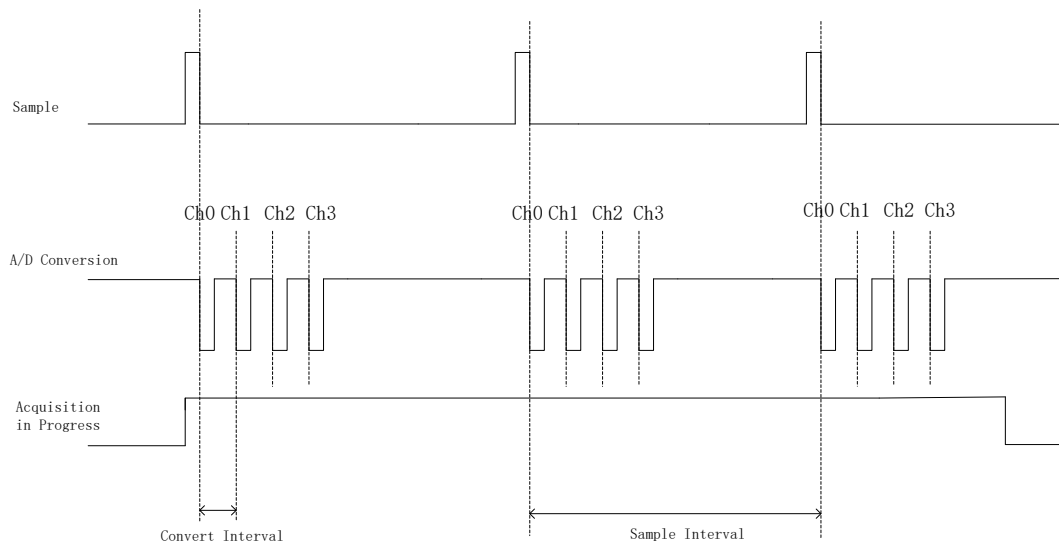 Sample
Ch0 Ch1 Ch2 Ch3
Ch0 Ch1 Ch2 Ch3
Ch0 Ch1 Ch2 Ch3
A/D Conversion
Acquisition
in Progress
Convert Interval
Sample Interval